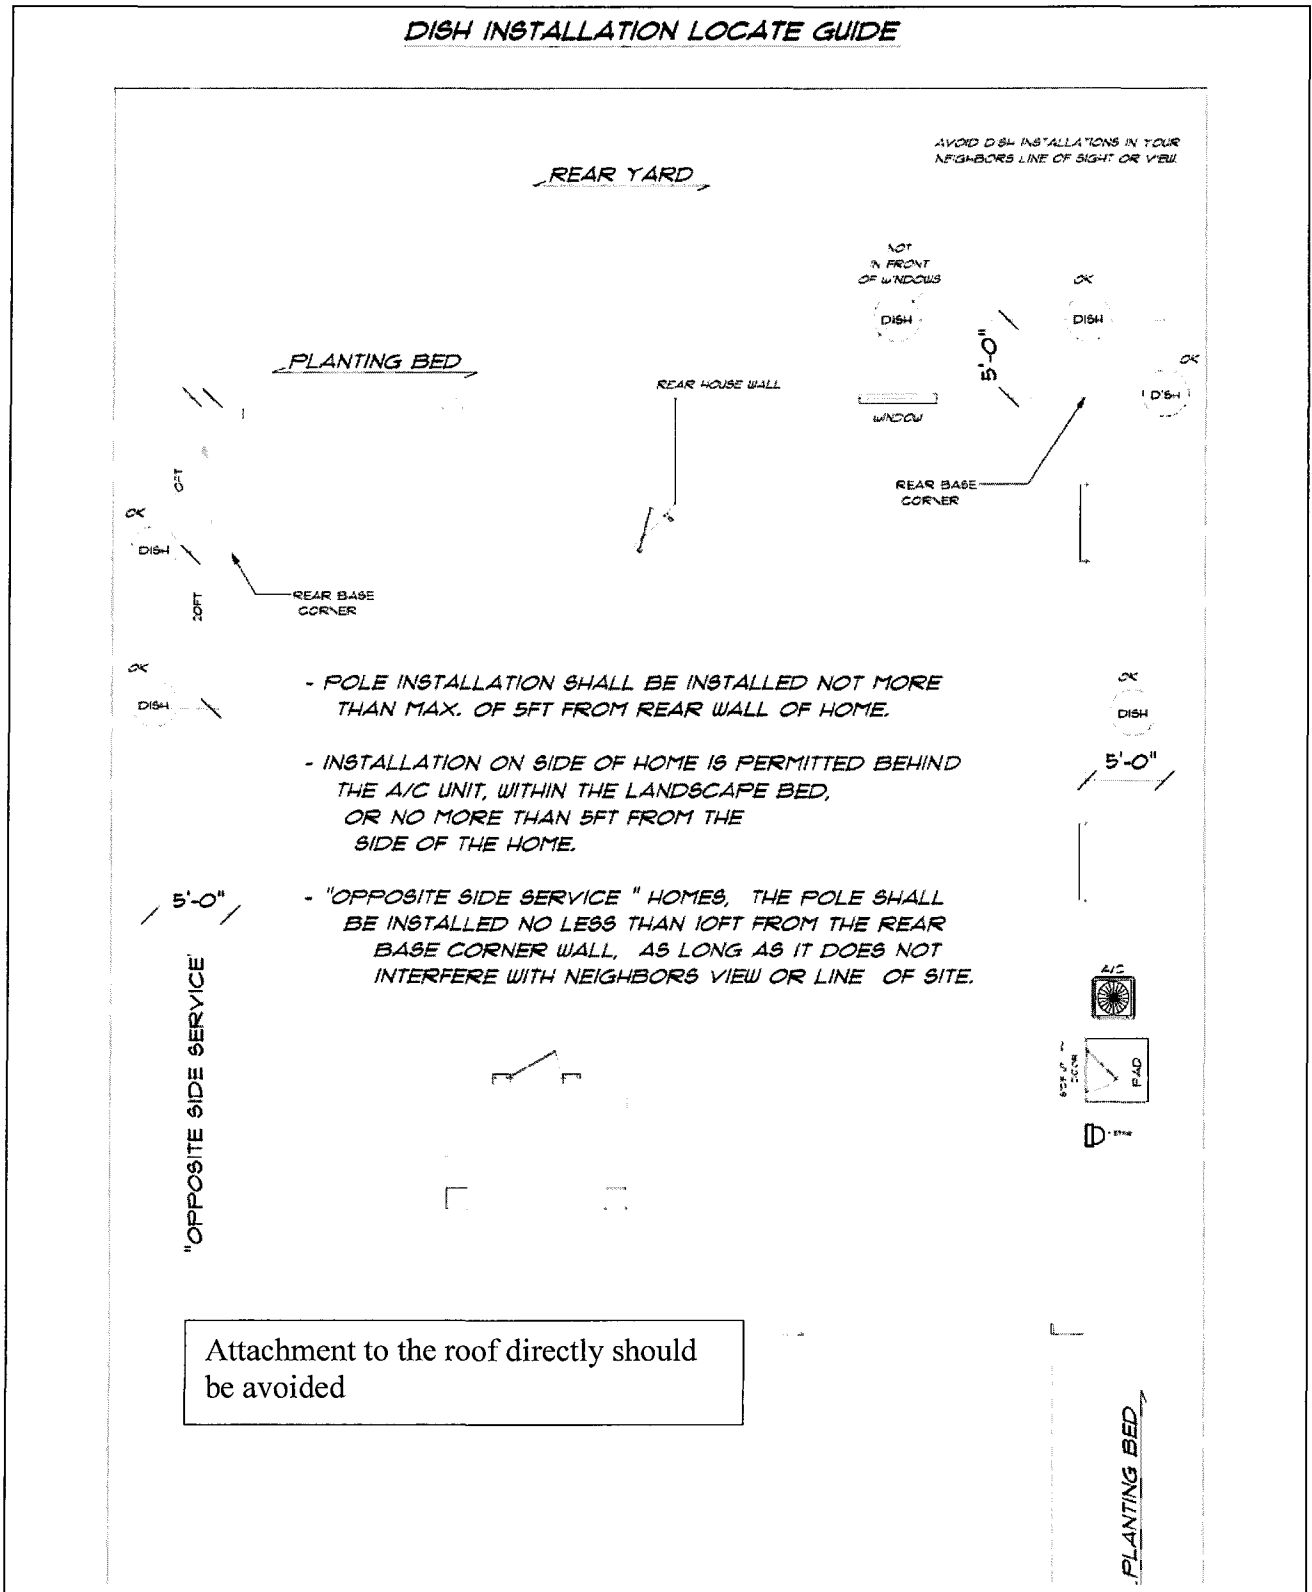 DISH INSTALLATION LOCATE GUIDE
AVOID DISH INSTALLATIONS IN YOUR
NEIGHBORS LINE OF SIGHT OR VIEW.
REAR YARD
NOT
IN FRONT
OF WINDOWS
DISH
OK
DISH
5'-0"
OK
DISH
PLANTING BED
REAR HOUSE WALL
WINDOW
REAR BASE
CORNER
0FT
OK
DISH
REAR BASE
CORNER
20FT
OK
DISH
- POLE INSTALLATION SHALL BE INSTALLED NOT MORE
THAN MAX. OF 5FT FROM REAR WALL OF HOME.
OK
DISH
5'-0"
- INSTALLATION ON SIDE OF HOME IS PERMITTED BEHIND
THE A/C UNIT, WITHIN THE LANDSCAPE BED,
OR NO MORE THAN 5FT FROM THE
SIDE OF THE HOME.
5'-0"
- "OPPOSITE SIDE SERVICE " HOMES, THE POLE SHALL
BE INSTALLED NO LESS THAN 10FT FROM THE REAR
BASE CORNER WALL, AS LONG AS IT DOES NOT
INTERFERE WITH NEIGHBORS VIEW OR LINE OF SITE.
"OPPOSITE SIDE SERVICE'
A/C
DOOR
PAD
Attachment to the roof directly should
be avoided
PLANTING BED